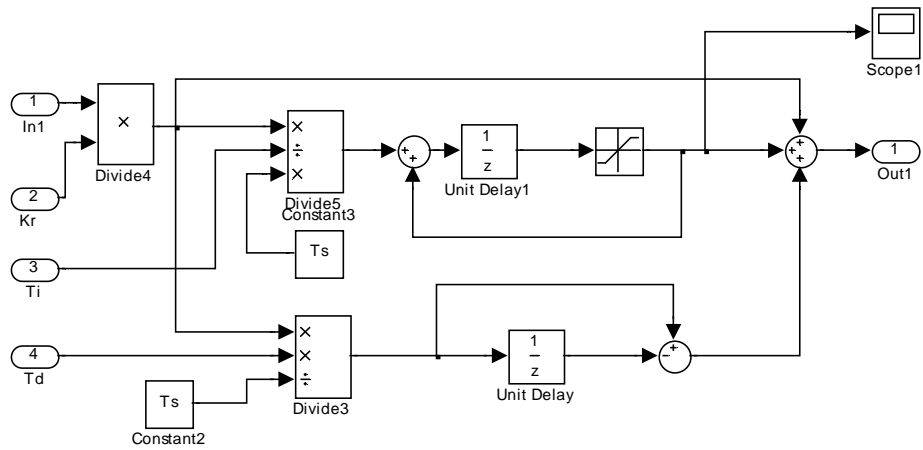 Scope1
1
In1
×
Divide4
2
Kr
×
÷
×
Divide5
Constant3
Ts
+
+
1
z
Unit Delay1
+
+
+
1
Out1
3
Ti
4
Td
×
×
÷
Divide3
Ts
Constant2
1
z
Unit Delay
+
−